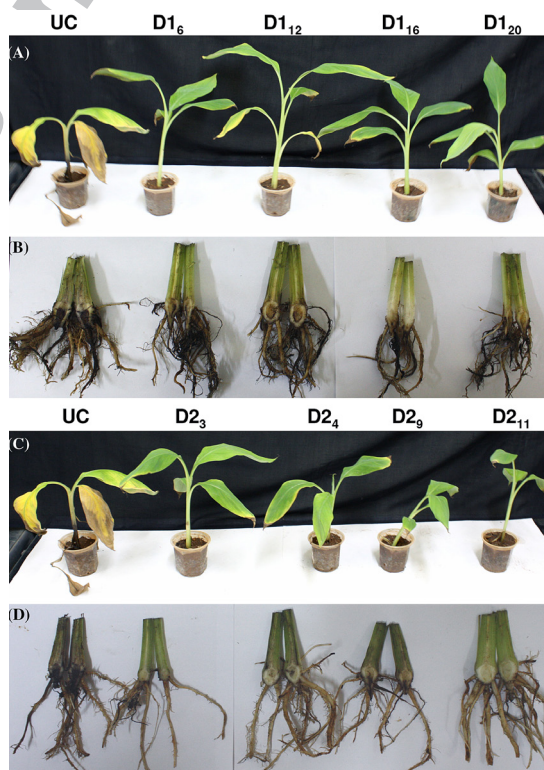 UC D1₆ D1₁₂ D1₁₆ D1₂₀
(A)
(B)
UC D2₃ D2₄ D2₉ D2₁₁
(C)
(D)